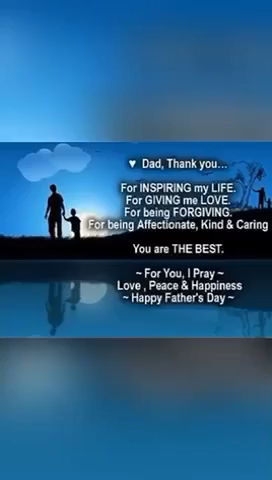 ♥ Dad, Thank you...
For INSPIRING my LIFE.
For GIVING me LOVE.
For being FORGIVING.
For being Affectionate, Kind & Caring
You are THE BEST.
~ For You, I Pray ~
Love , Peace & Happiness
~ Happy Father's Day ~